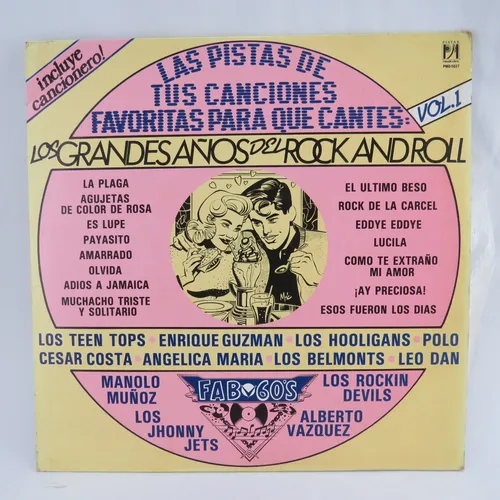 ¡incluye
cancionero!
LAS PISTAS DE
TUS CANCIONES
FAVORITAS PARA QUE CANTES:
VOL.1
LOS GRANDES AÑOS DEL ROCK AND ROLL
LA PLAGA
AGUJETAS
DE COLOR DE ROSA
ES LUPE
PAYASITO
AMARRADO
OLVIDA
ADIOS A JAMAICA
MUCHACHO TRISTE
Y SOLITARIO
EL ULTIMO BESO
ROCK DE LA CARCEL
EDDYE EDDYE
LUCILA
COMO TE EXTRAÑO
MI AMOR
¡AY PRECIOSA!
ESOS FUERON LOS DIAS
LOS TEEN TOPS • ENRIQUE GUZMAN • LOS HOOLIGANS • POLO
CESAR COSTA • ANGELICA MARIA • LOS BELMONTS • LEO DAN
MANOLO
MUÑOZ
FAB 60'S
LOS ROCKIN
DEVILS
LOS
JHONNY
JETS
ALBERTO
VAZQUEZ